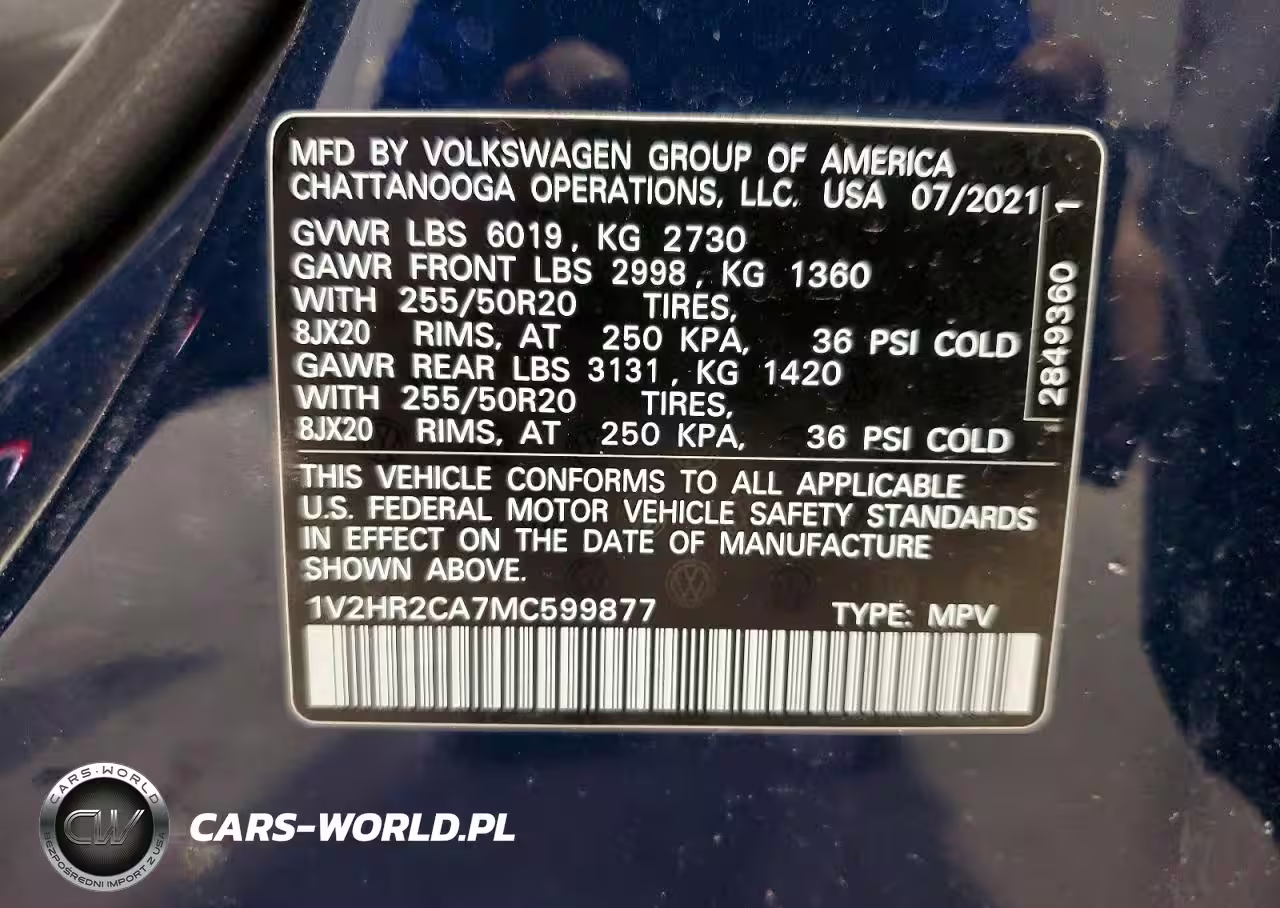 MFD BY VOLKSWAGEN GROUP OF AMERICA
CHATTANOOGA OPERATIONS, LLC. USA 07/2021
GVWR LBS 6019, KG 2730
GAWR FRONT LBS 2998, KG 1360
WITH 255/50R20 TIRES,
8JX20 RIMS, AT 250 KPA, 36 PSI COLD
GAWR REAR LBS 3131, KG 1420
WITH 255/50R20 TIRES,
8JX20 RIMS, AT 250 KPA, 36 PSI COLD
2849360 1
THIS VEHICLE CONFORMS TO ALL APPLICABLE
U.S. FEDERAL MOTOR VEHICLE SAFETY STANDARDS
IN EFFECT ON THE DATE OF MANUFACTURE
SHOWN ABOVE.
1V2HR2CA7MC599877 TYPE: MPV
CARS-WORLD
CW
BEZPOŚREDNI IMPORT Z USA
CARS-WORLD.PL